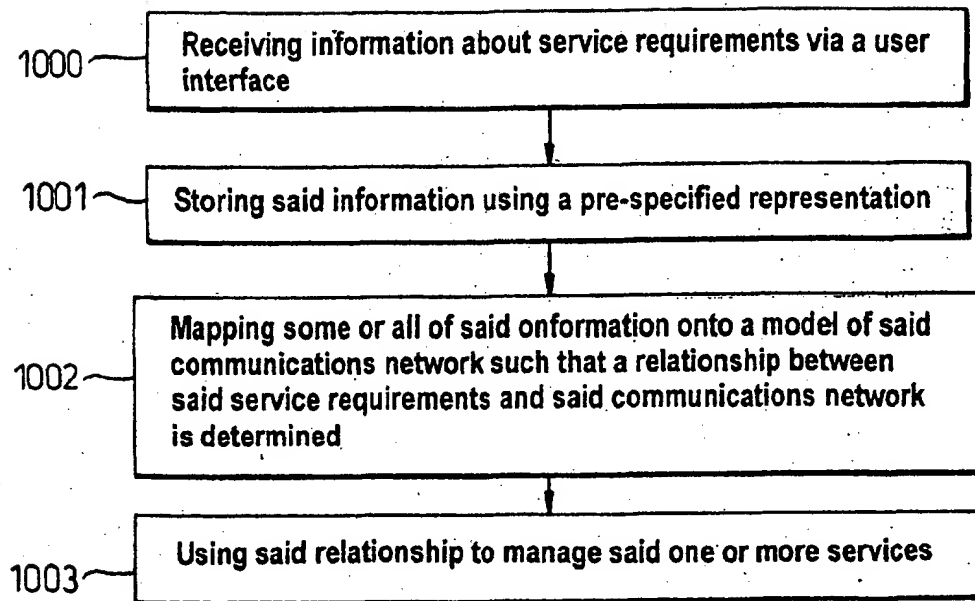 1000
Receiving information about service requirements via a user
interface
1001
Storing said information using a pre-specified representation
1002
Mapping some or all of said onformation onto a model of said
communications network such that a relationship between
said service requirements and said communications network
is determined
1003
Using said relationship to manage said one or more services